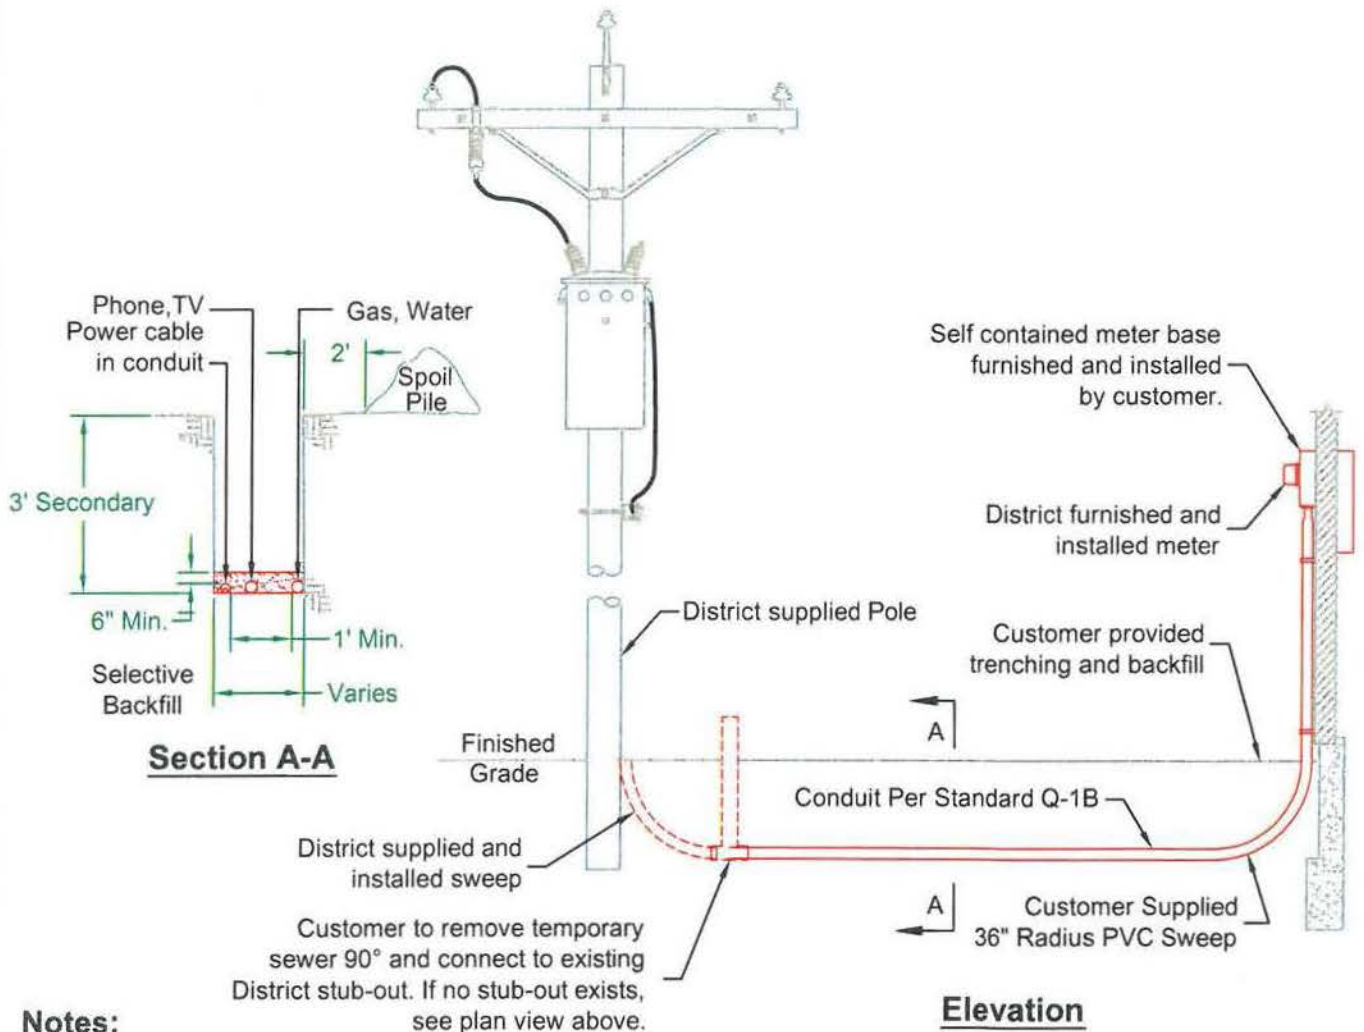 Phone,TV
Power cable
in conduit
Gas, Water
2'
Spoil
Pile
3' Secondary
6" Min.
1' Min.
Selective
Backfill
Varies
Section A-A
Self contained meter base
furnished and installed
by customer.
District furnished and
installed meter
District supplied Pole
Customer provided
trenching and backfill
A
Finished
Grade
Conduit Per Standard Q-1B
District supplied and
installed sweep
A
Customer Supplied
36" Radius PVC Sweep
Customer to remove temporary
sewer 90° and connect to existing
District stub-out. If no stub-out exists,
see plan view above.
Elevation
Notes: